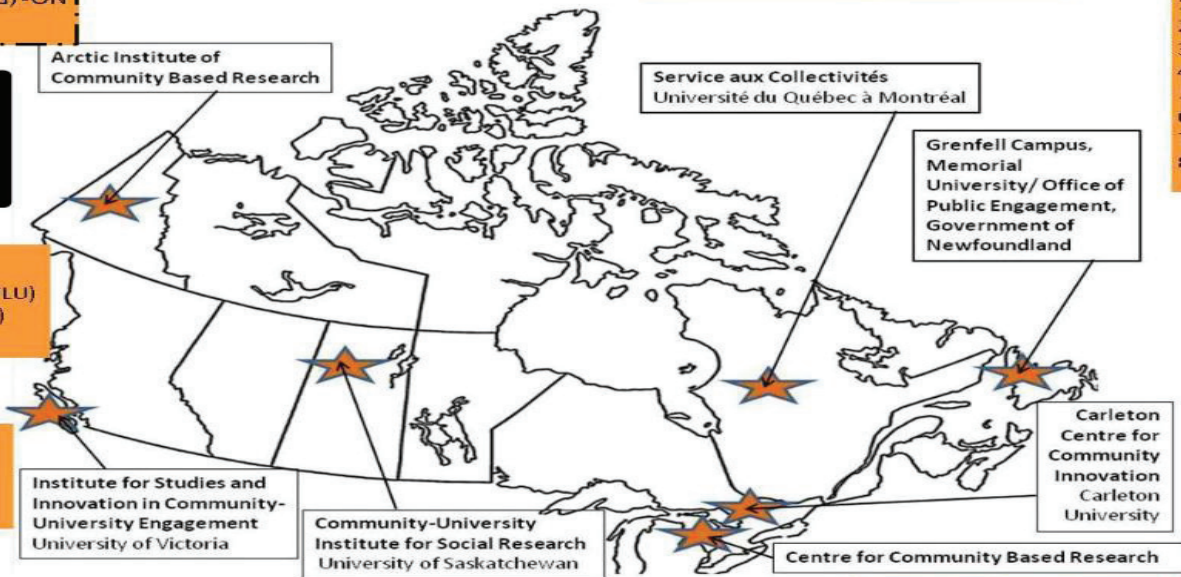 -ON
Arctic Institute of
Community Based Research
Service aux Collectivités
Université du Québec à Montréal
Grenfell Campus,
Memorial
University/ Office of
Public Engagement,
Government of
Newfoundland
LU)
)
Carleton
Centre for
Community
Innovation
Carleton
University
Institute for Studies and
Innovation in Community-
University Engagement
University of Victoria
Community-University
Institute for Social Research
University of Saskatchewan
Centre for Community Based Research